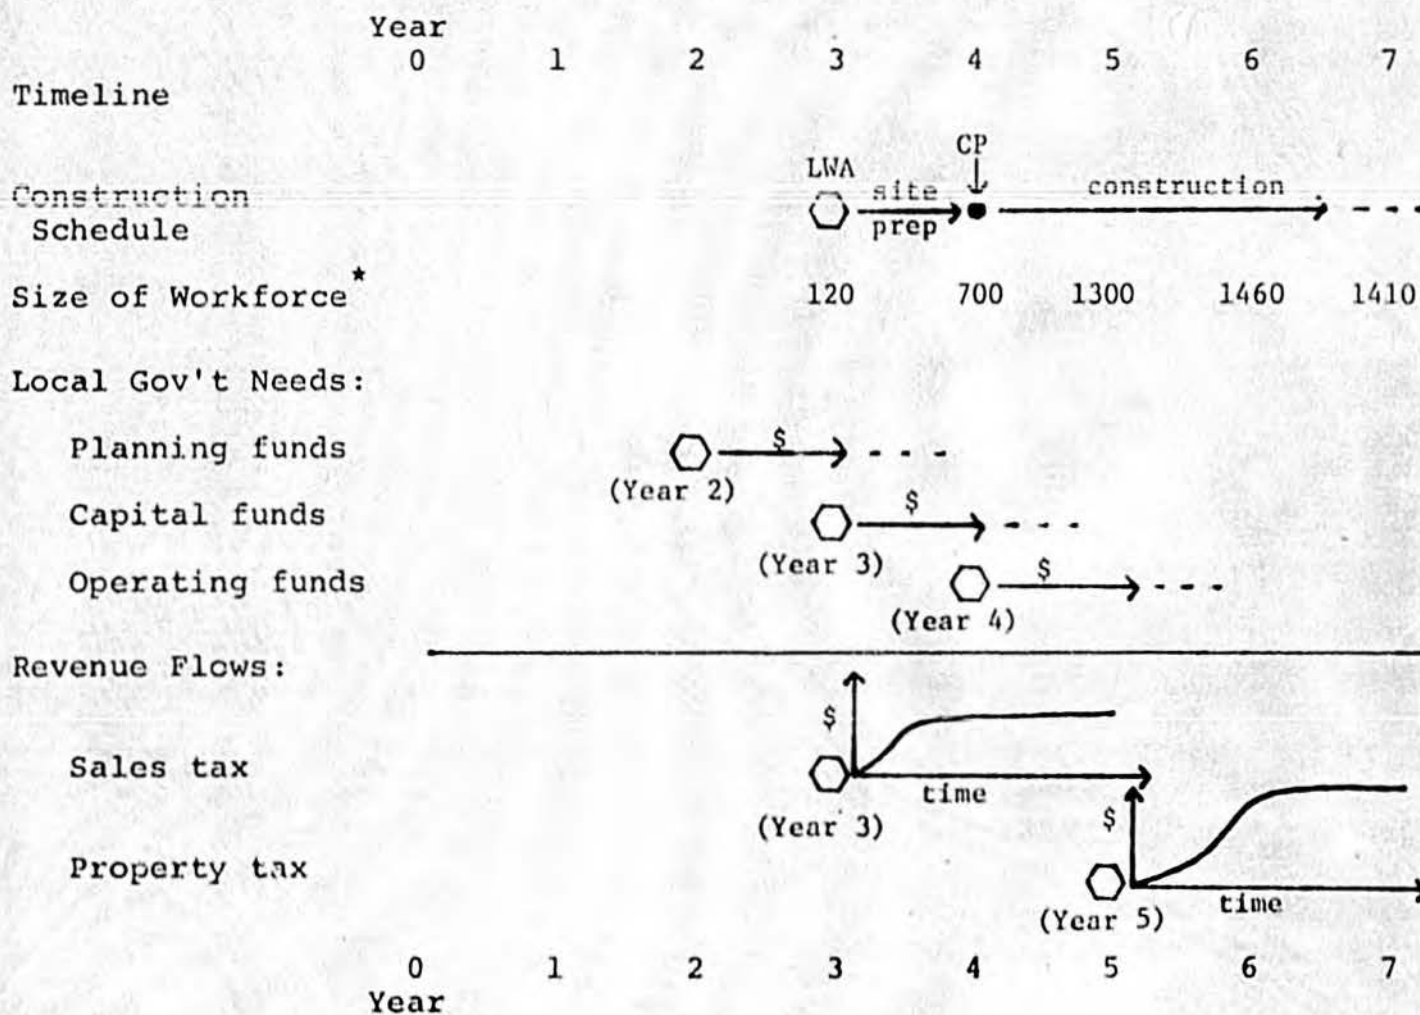 Year
0 1 2 3 4 5 6 7
Timeline
CP
LWA
site
construction
Construction
Schedule
prep
Size of Workforce* 120 700 1300 1460 1410
Local Gov't Needs:
Planning funds $
(Year 2)
Capital funds $
(Year 3)
Operating funds $
(Year 4)
Revenue Flows:
$
Sales tax
time
(Year 3)
$
Property tax
time
(Year 5)
0 1 2 3 4 5 6 7
Year